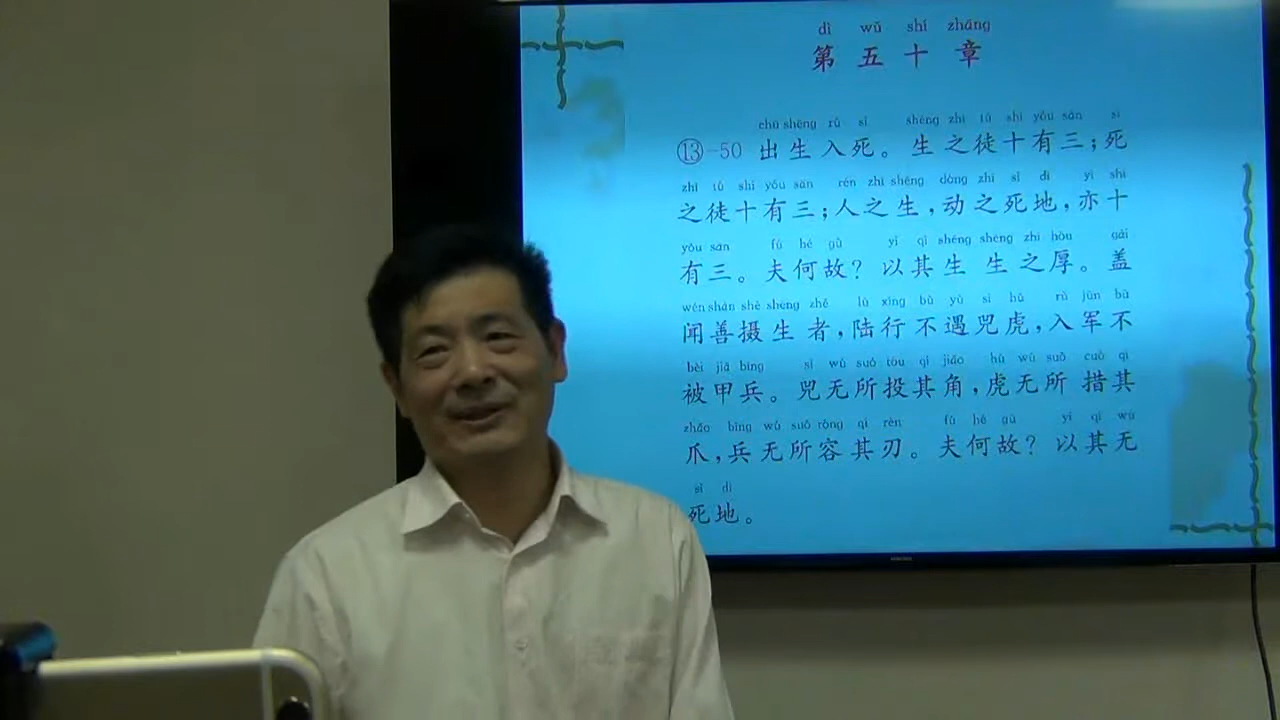 dì wǔ shí zhāng
第五十章
chū shēng rù sǐ shēng zhī tú shí yǒu sān sǐ
⑬-50 出生入死。生之徒十有三；死
zhī tú shí yǒu sān rén zhī shēng dòng zhī sǐ dì yì shí
之徒十有三；人之生，动之死地，亦十
yǒu sān fú hé gù yǐ qí shēng shēng zhī hòu gài
有三。夫何故？以其生生之厚。盖
wén shàn shè shēng zhě lù xíng bù yù sì hǔ rù jūn bù
闻善摄生者，陆行不遇兕虎，入军不
bèi jiǎ bīng sì wú suǒ tóu qí jiǎo hǔ wú suǒ cuò qí
被甲兵。兕无所投其角，虎无所措其
zhǎo bīng wú suǒ róng qí rèn fú hé gù yǐ qí wú
爪，兵无所容其刃。夫何故？以其无
sǐ dì
死地。